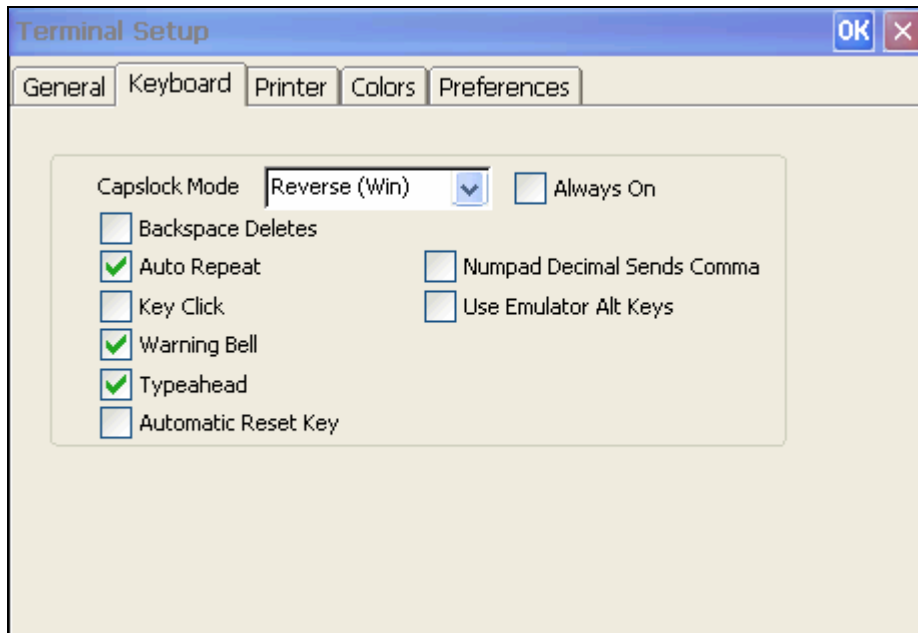 Terminal Setup OK
General Keyboard Printer Colors Preferences
Capslock Mode Reverse (Win) Always On
Backspace Deletes
Auto Repeat Numpad Decimal Sends Comma
Key Click Use Emulator Alt Keys
Warning Bell
Typeahead
Automatic Reset Key